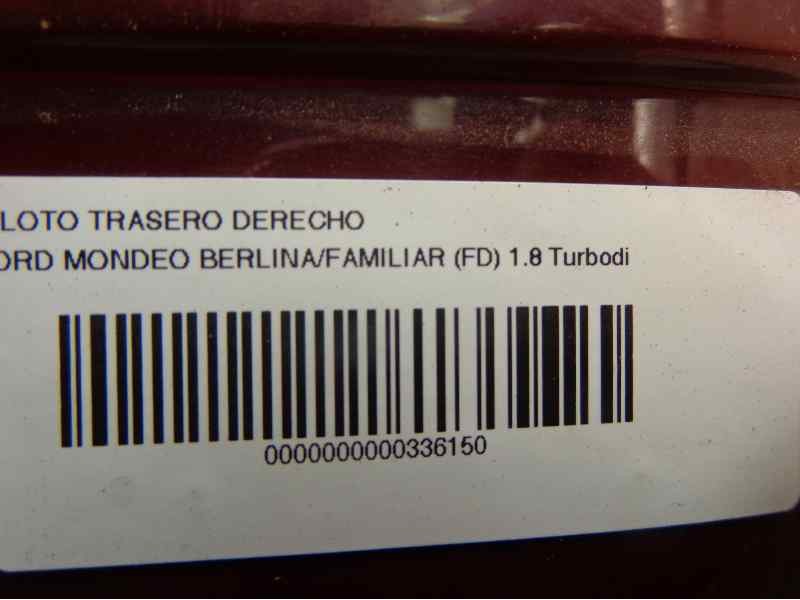 LOTO TRASERO DERECHO
ORD MONDEO BERLINA/FAMILIAR (FD) 1.8 Turbodi
0000000000336150